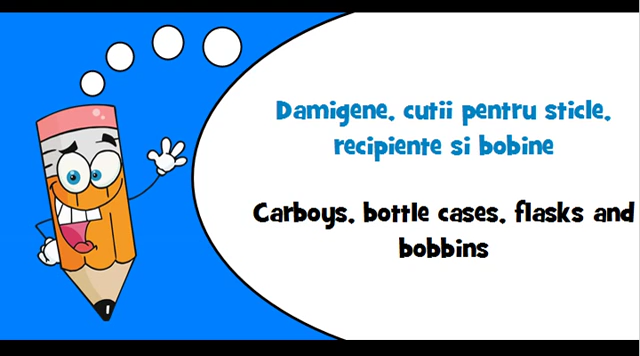 Damigene, cutii pentru sticle,
recipiente si bobine
Carboys, bottle cases, flasks and
bobbins